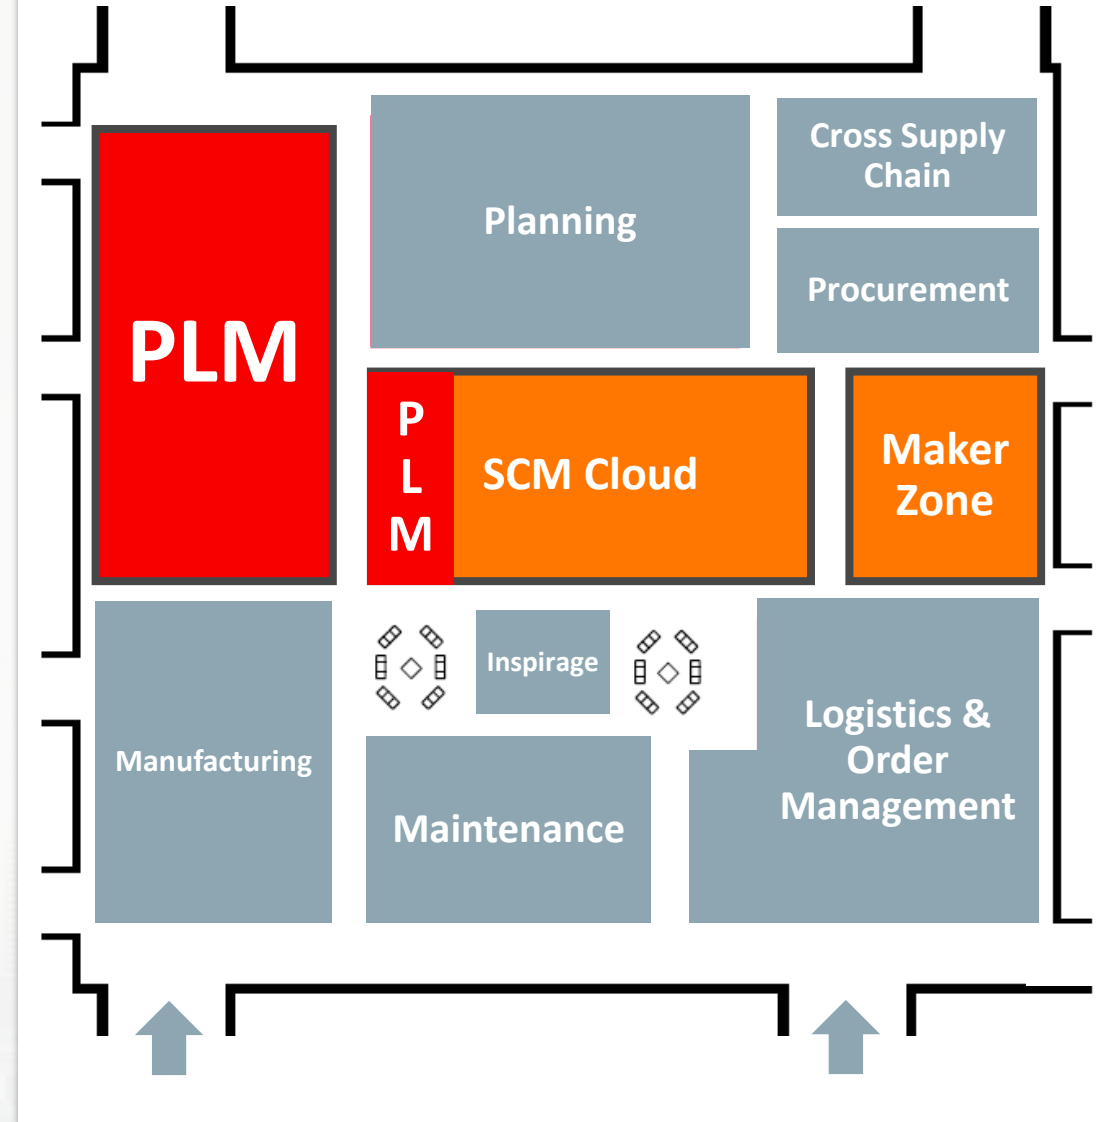 Cross Supply
Chain
Planning
Procurement
PLM
P
L
M
SCM Cloud
Maker
Zone
Inspirage
Manufacturing
Logistics &
Order
Management
Maintenance